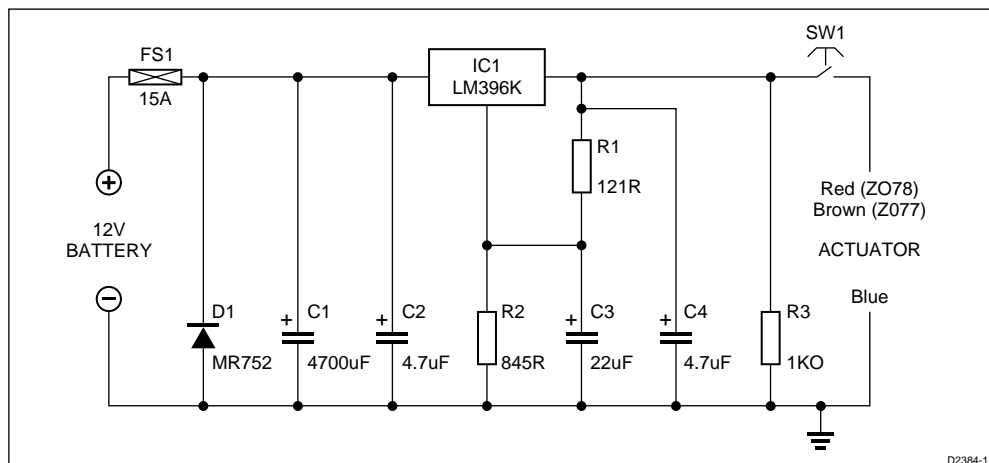 FS1
15A
IC1
LM396K
SW1
R1
121R
12V
BATTERY
Red (ZO78)
Brown (Z077)
ACTUATOR
Blue
D1
MR752
+
C1
4700uF
+
C2
4.7uF
R2
845R
+
C3
22uF
+
C4
4.7uF
R3
1KO
D2384-1